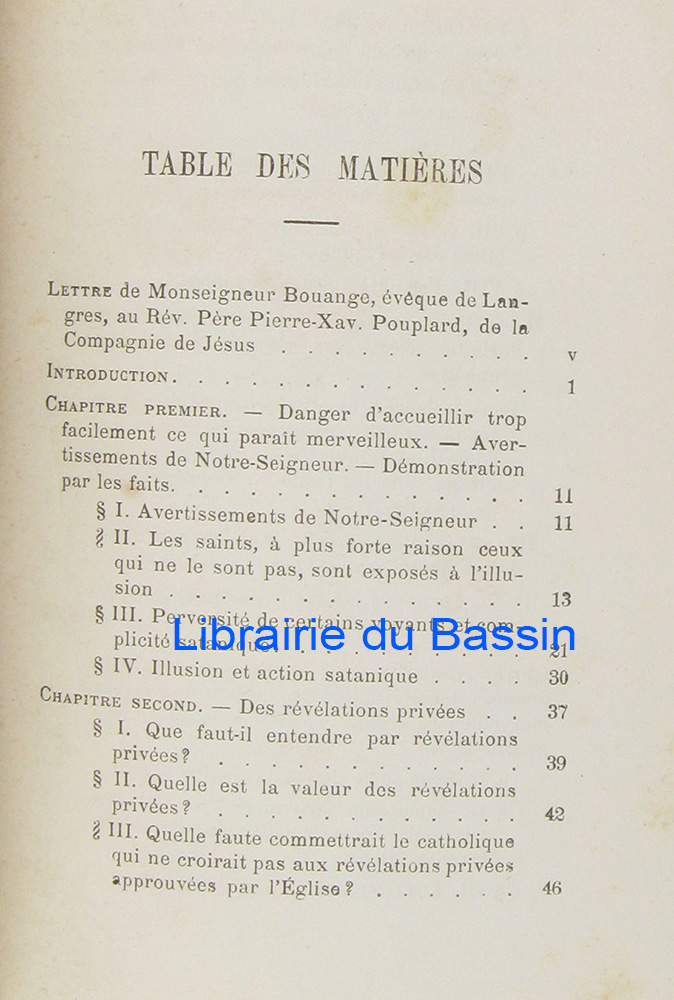 TABLE DES MATIÈRES
LETTRE de Monseigneur Bouange, évêque de Lan-
gres, au Rév. Père Pierre-Xav. Pouplard, de la
Compagnie de Jésus . . . . . . . . . . v
INTRODUCTION. . . . . . . . . . . . . . 1
CHAPITRE PREMIER. — Danger d'accueillir trop
facilement ce qui paraît merveilleux. — Aver-
tissements de Notre-Seigneur. — Démonstration
par les faits. . . . . . . . . . . . . . 11
§ I. Avertissements de Notre-Seigneur . . 11
§ II. Les saints, à plus forte raison ceux
qui ne le sont pas, sont exposés à l'illu-
sion . . . . . . . . . . . . . . 13
§ III. Perversité de certains voyants et com-
plicité satanique. . . . . . . . . . 21
Librairie du Bassin
§ IV. Illusion et action satanique . . . . 30
CHAPITRE SECOND. — Des révélations privées . . 37
§ I. Que faut-il entendre par révélations
privées ? . . . . . . . . . . . . 39
§ II. Quelle est la valeur des révélations
privées ? . . . . . . . . . . . . 42
§ III. Quelle faute commettrait le catholique
qui ne croirait pas aux révélations privées
approuvées par l'Église ? . . . . . . 46